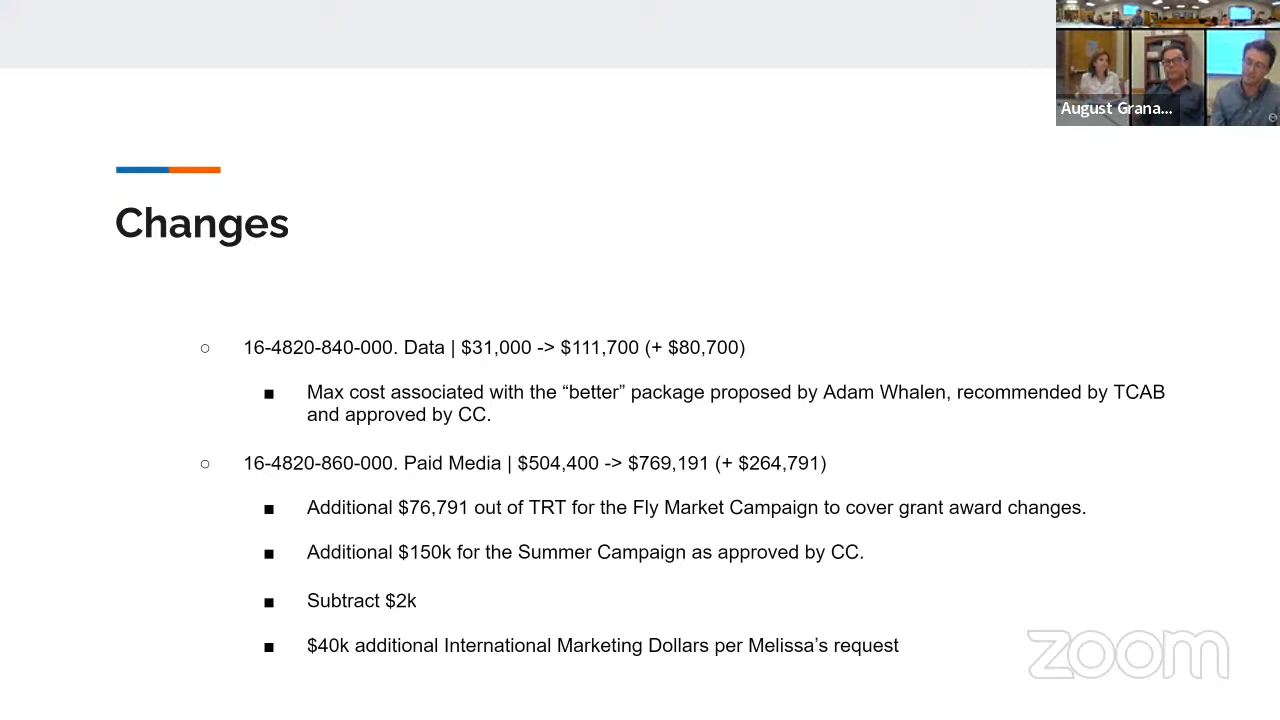 August Grana...
Changes
16-4820-840-000. Data | $31,000 -> $111,700 (+ $80,700)
Max cost associated with the “better” package proposed by Adam Whalen, recommended by TCAB
and approved by CC.
16-4820-860-000. Paid Media | $504,400 -> $769,191 (+ $264,791)
Additional $76,791 out of TRT for the Fly Market Campaign to cover grant award changes.
Additional $150k for the Summer Campaign as approved by CC.
Subtract $2k
$40k additional International Marketing Dollars per Melissa’s request
zoom